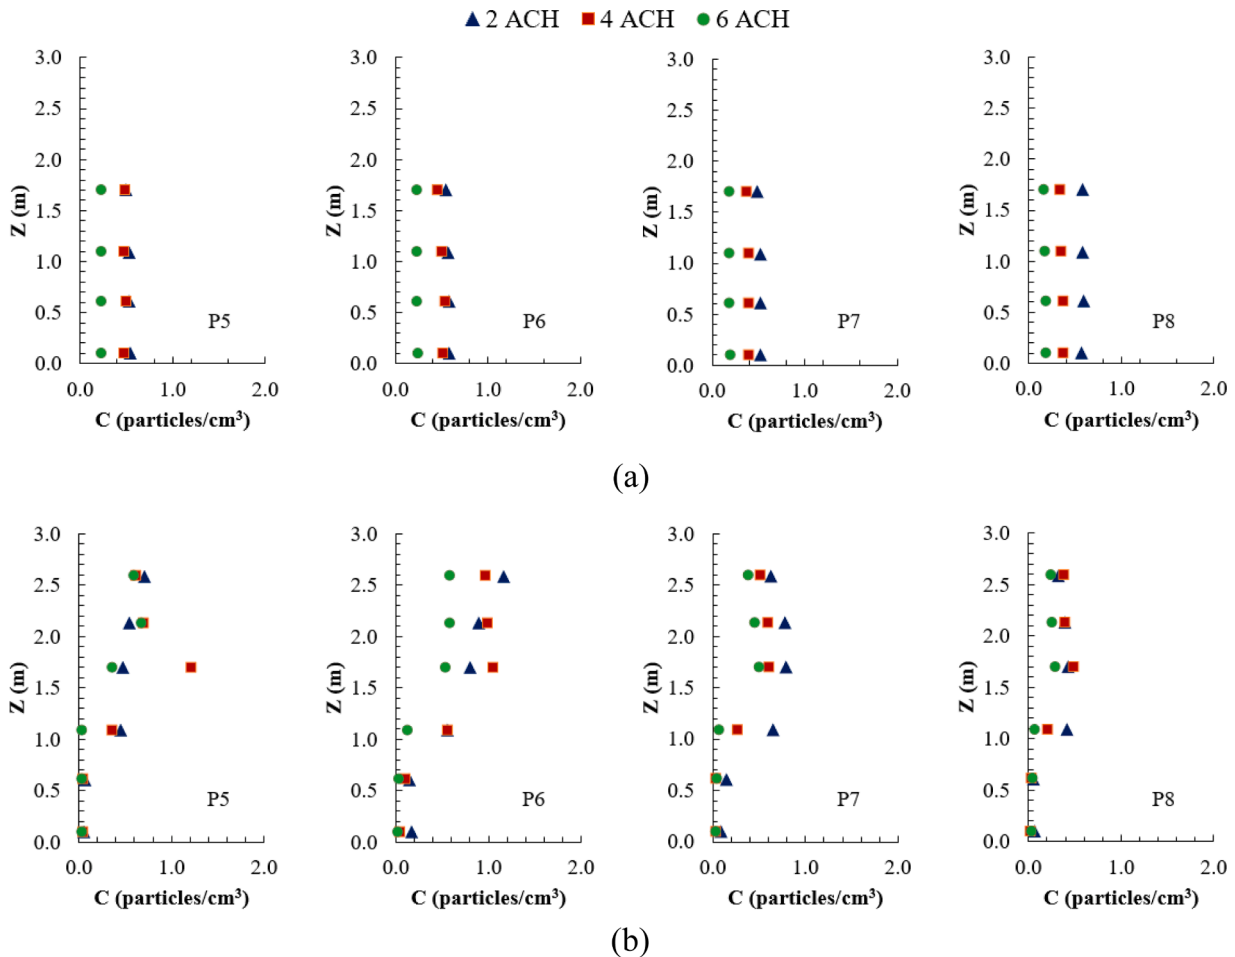 2 ACH 4 ACH 6 ACH
3.0 3.0 3.0 3.0
2.5 2.5 2.5 2.5
2.0 2.0 2.0 2.0
Z (m) Z (m) Z (m) Z (m)
1.5 1.5 1.5 1.5
1.0 1.0 1.0 1.0
0.5 P5 0.5 P6 0.5 P7 0.5 P8
0.0 0.0 0.0 0.0
0.0 1.0 2.0 0.0 1.0 2.0 0.0 1.0 2.0 0.0 1.0 2.0
C (particles/cm³) C (particles/cm³) C (particles/cm³) C (particles/cm³)
(a)
3.0 3.0 3.0 3.0
2.5 2.5 2.5 2.5
2.0 2.0 2.0 2.0
Z (m) Z (m) Z (m) Z (m)
1.5 1.5 1.5 1.5
1.0 1.0 1.0 1.0
0.5 P5 0.5 P6 0.5 P7 0.5 P8
0.0 0.0 0.0 0.0
0.0 1.0 2.0 0.0 1.0 2.0 0.0 1.0 2.0 0.0 1.0 2.0
C (particles/cm³) C (particles/cm³) C (particles/cm³) C (particles/cm³)
(b)